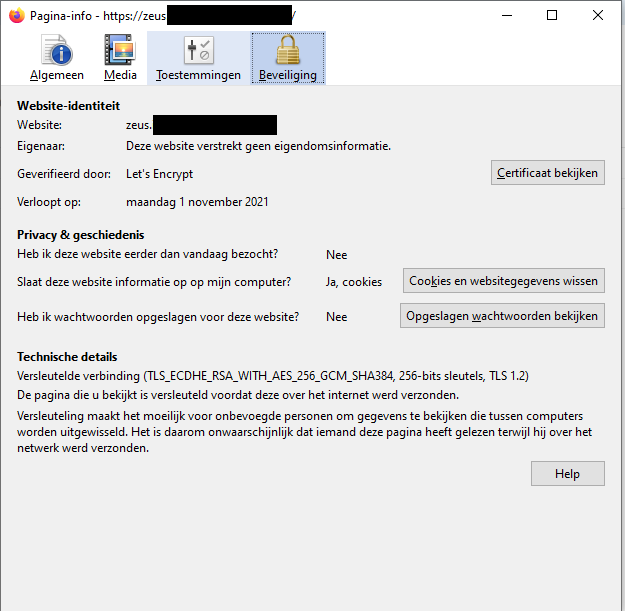 Pagina-info - https://zeus. /
Algemeen Media Toestemmingen Beveiliging
Website-identiteit
Website: zeus.
Eigenaar: Deze website verstrekt geen eigendomsinformatie.
Geverifieerd door: Let's Encrypt Certificaat bekijken
Verloopt op: maandag 1 november 2021
Privacy & geschiedenis
Heb ik deze website eerder dan vandaag bezocht? Nee
Slaat deze website informatie op op mijn computer? Ja, cookies Cookies en websitegegevens wissen
Heb ik wachtwoorden opgeslagen voor deze website? Nee Opgeslagen wachtwoorden bekijken
Technische details
Versleutelde verbinding (TLS_ECDHE_RSA_WITH_AES_256_GCM_SHA384, 256-bits sleutels, TLS 1.2)
De pagina die u bekijkt is versleuteld voordat deze over het internet werd verzonden.
Versleuteling maakt het moeilijk voor onbevoegde personen om gegevens te bekijken die tussen computers
worden uitgewisseld. Het is daarom onwaarschijnlijk dat iemand deze pagina heeft gelezen terwijl hij over het
netwerk werd verzonden.
Help